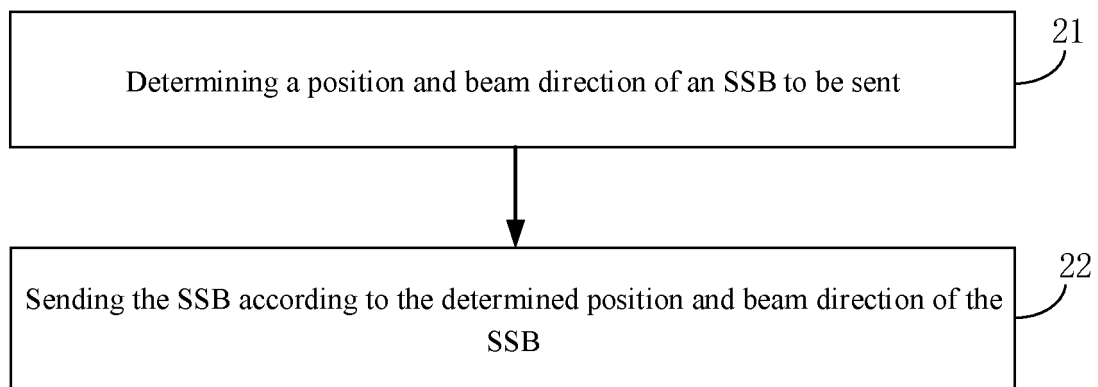 21
Determining a position and beam direction of an SSB to be sent
22
Sending the SSB according to the determined position and beam direction of the
SSB